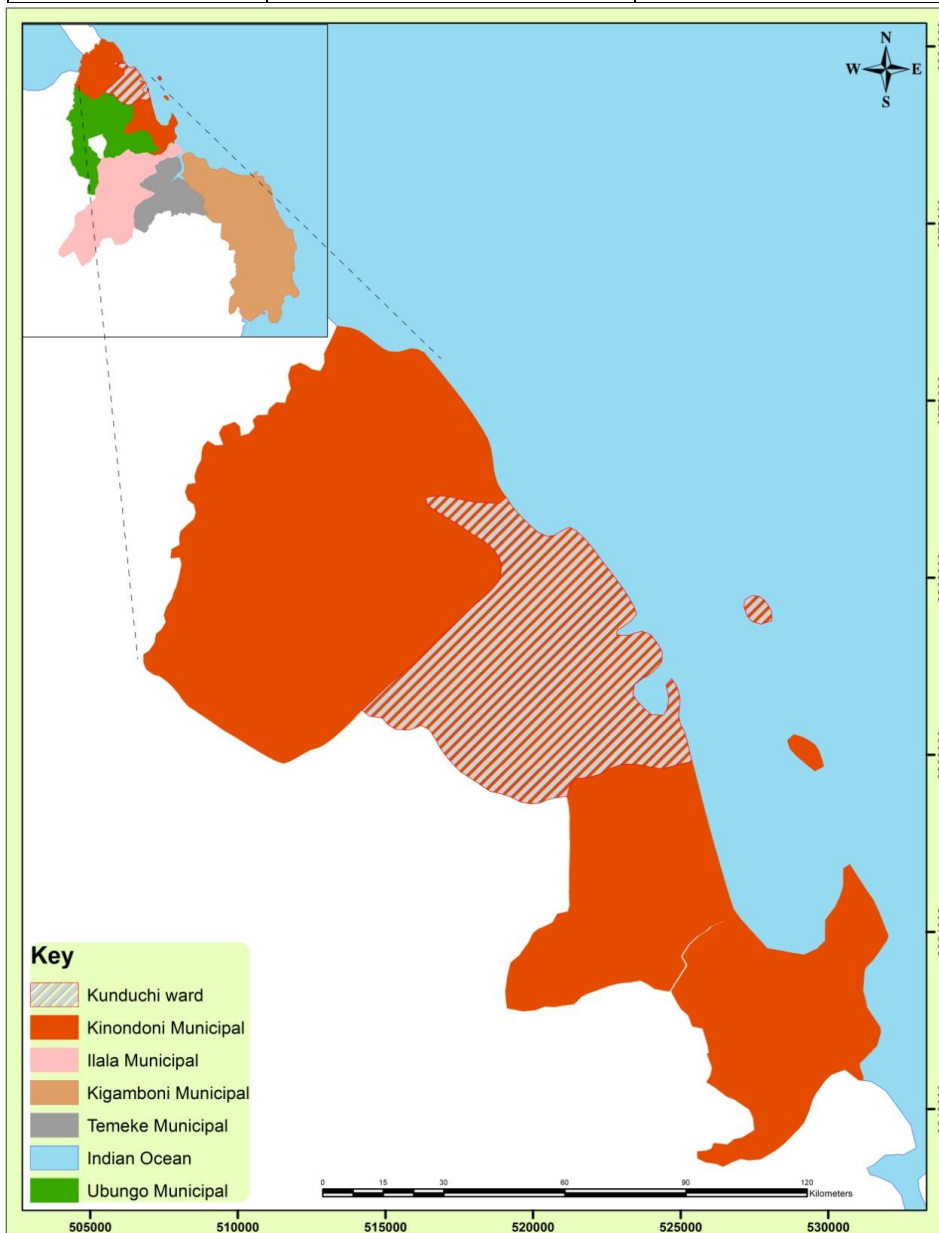 N
W E
S
Key
Kunduchi ward
Kinondoni Municipal
Ilala Municipal
Kigamboni Municipal
Temeke Municipal
Indian Ocean
Ubungo Municipal
0 15 30 60 90 120
Kilometers
505000 510000 515000 520000 525000 530000